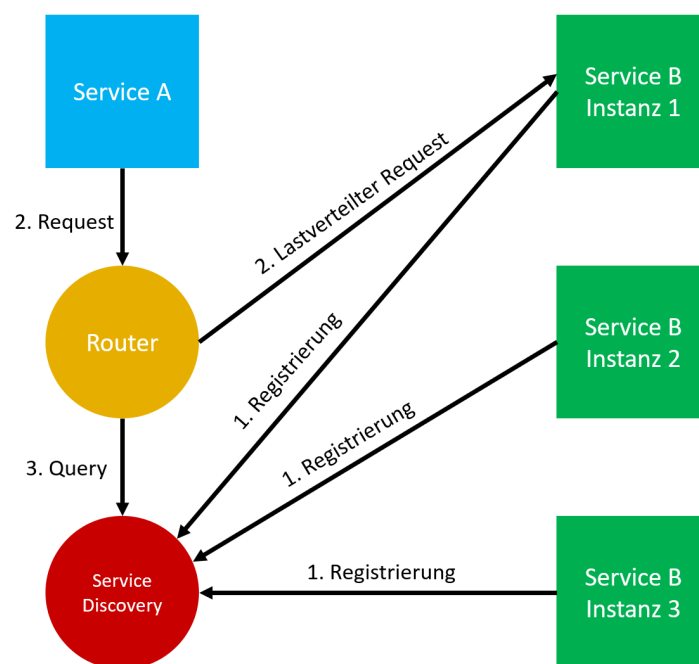 Service A
Service B
Instanz 1
2. Request
2. Lastverteilter Request
Router
1. Registrierung
Service B
Instanz 2
1. Registrierung
3. Query
Service
Discovery
1. Registrierung
Service B
Instanz 3